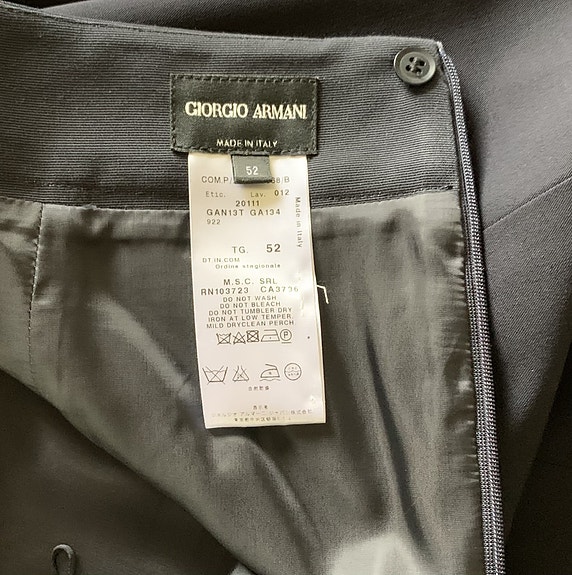 GIORGIO ARMANI
MADE IN ITALY
52
COM.P/ 68/B
Etic. Lav. 012
20111
GAN13T GA134
922
Made in Italy
TG. 52
DT.IN.COM
Ordine stagionale
M.S.C. SRL
RN103723 CA3736
DO NOT WASH
DO NOT BLEACH
DO NOT TUMBLER DRY
IRON AT LOW TEMPER.
MILD DRYCLEAN PERCH
P